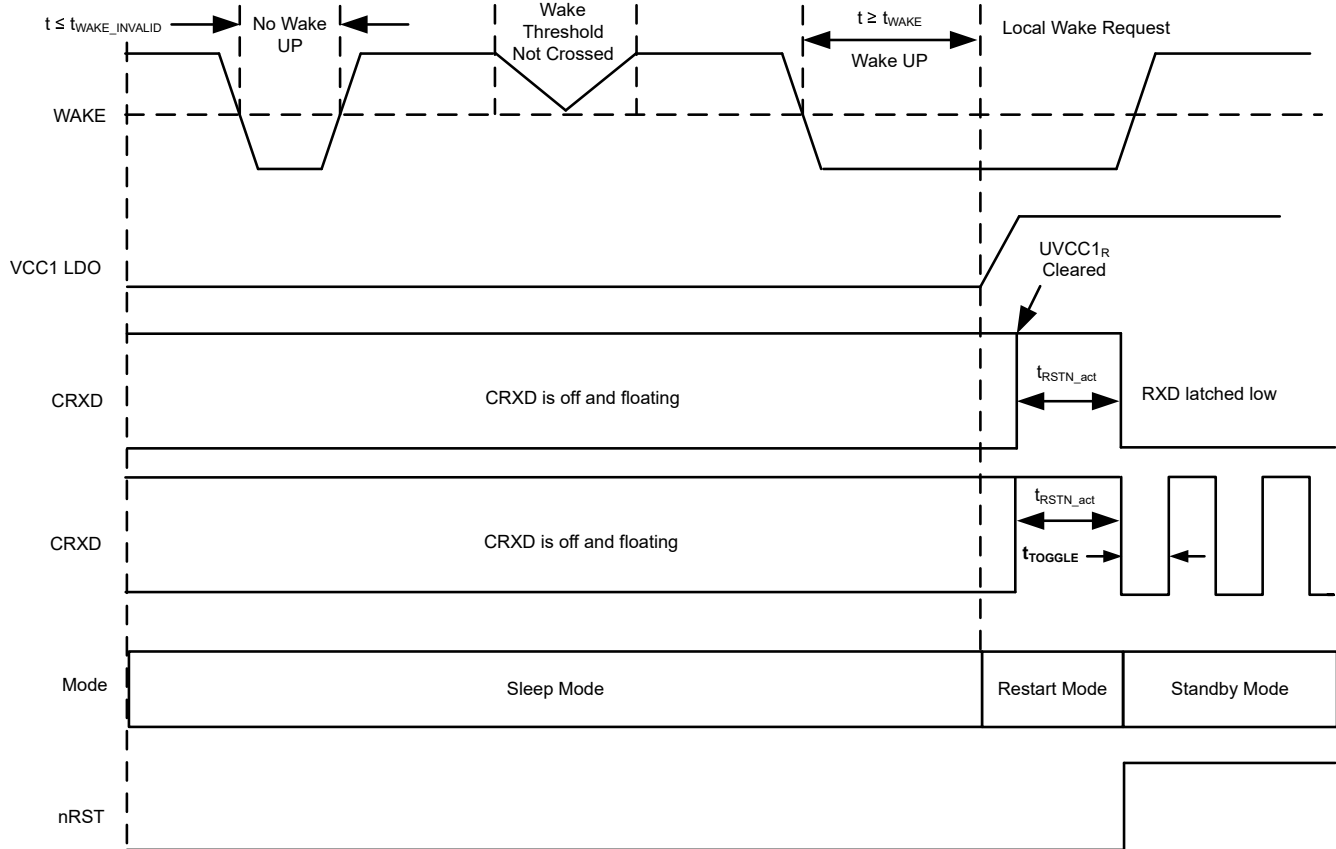 t ≤ tWAKE_INVALID
No Wake
UP
Wake
Threshold
Not Crossed
t ≥ tWAKE
Wake UP
Local Wake Request
WAKE
VCC1 LDO
UVCC1R
Cleared
CRXD
CRXD is off and floating
tRSTN_act
RXD latched low
CRXD
CRXD is off and floating
tRSTN_act
tTOGGLE
Mode
Sleep Mode
Restart Mode
Standby Mode
nRST